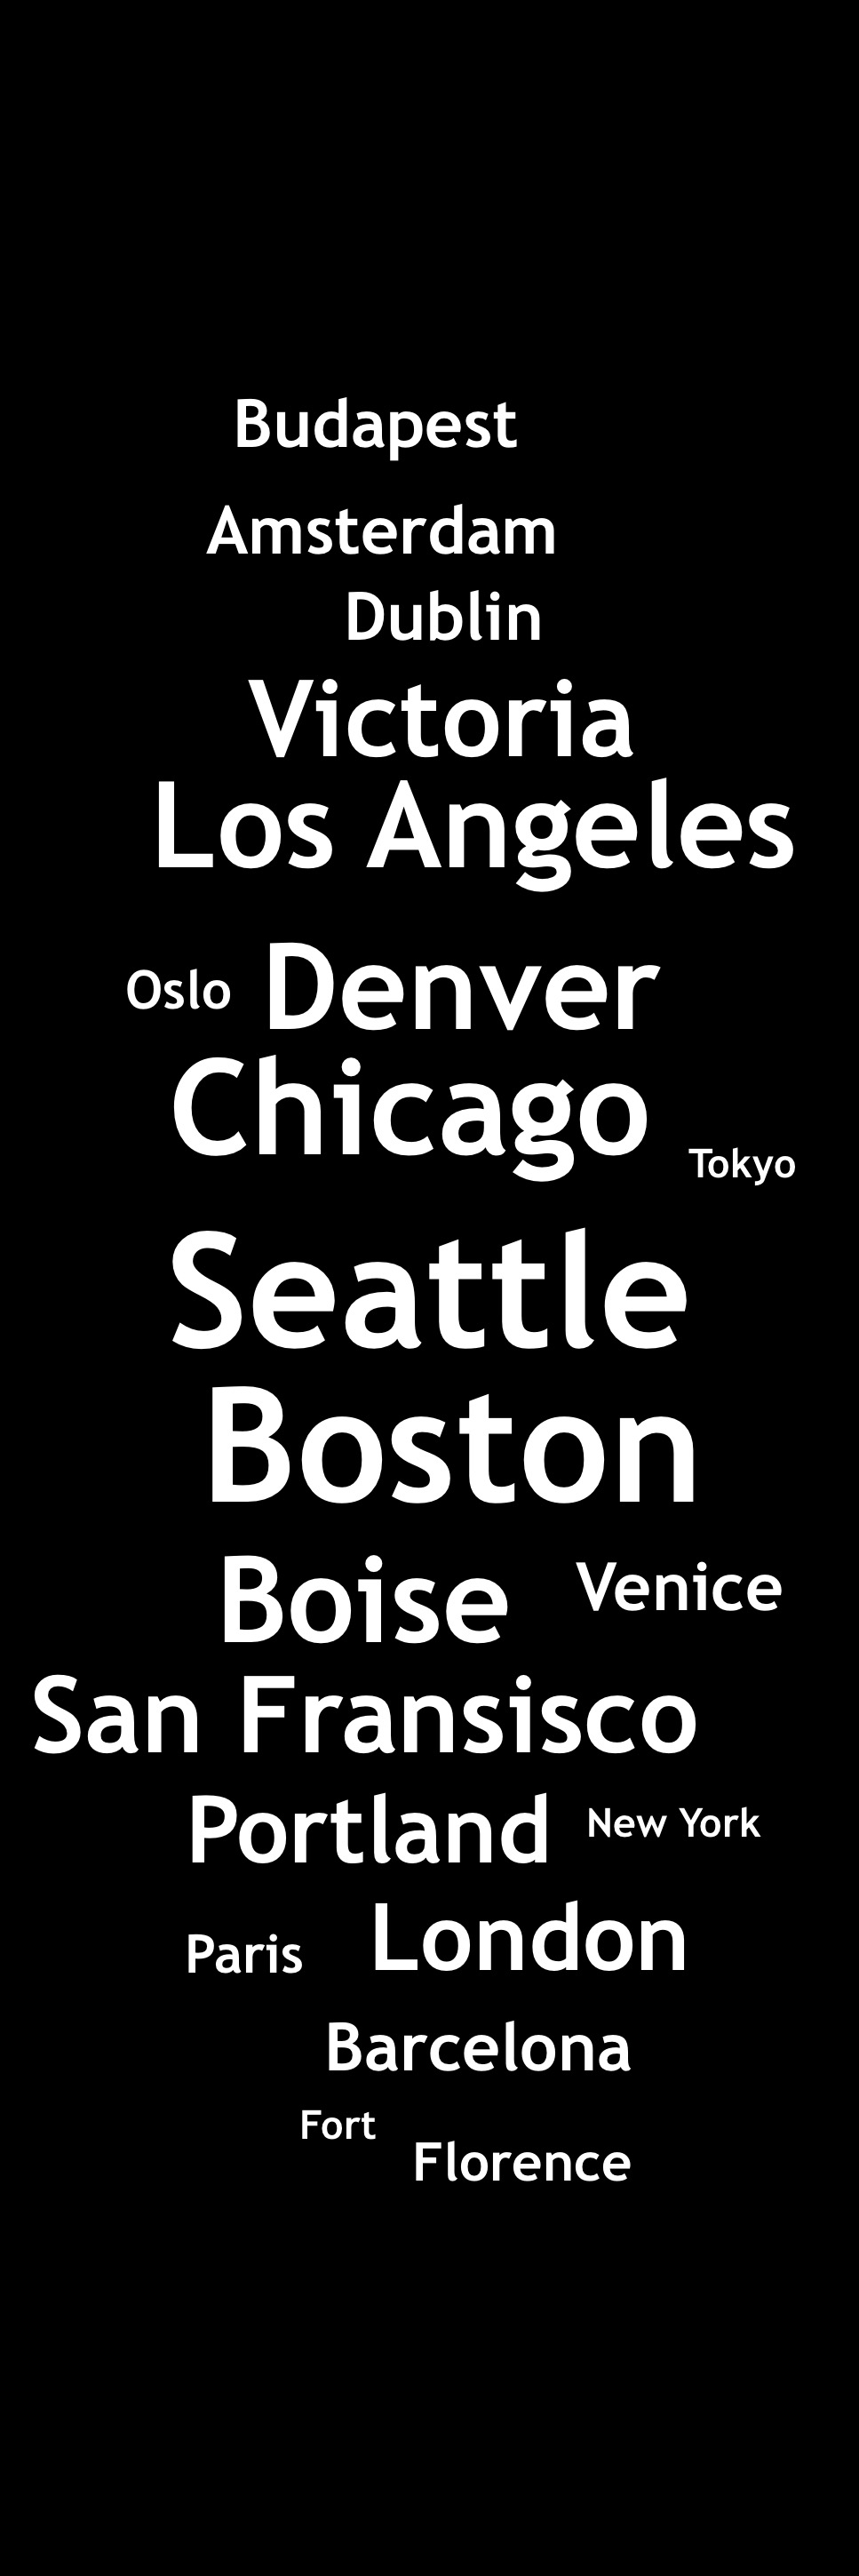 Budapest
Amsterdam
Dublin
Victoria
Los Angeles
Oslo Denver
Chicago
Tokyo
Seattle
Boston
Boise Venice
San Fransisco
Portland New York
Paris London
Barcelona
Fort
Florence